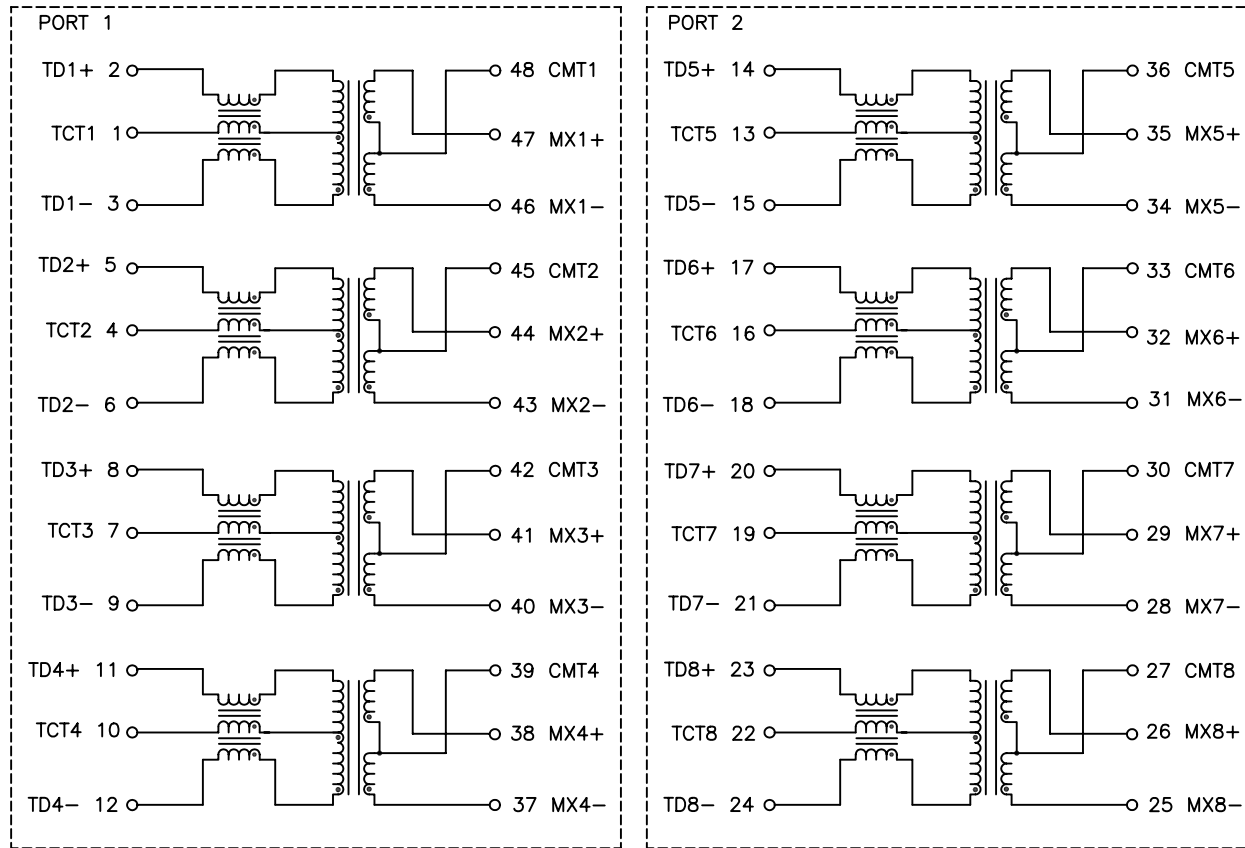 PORT 1
TD1+ 2
48 CMT1
TCT1 1
47 MX1+
TD1- 3
46 MX1-
TD2+ 5
45 CMT2
TCT2 4
44 MX2+
TD2- 6
43 MX2-
TD3+ 8
42 CMT3
TCT3 7
41 MX3+
TD3- 9
40 MX3-
TD4+ 11
39 CMT4
TCT4 10
38 MX4+
TD4- 12
37 MX4-
PORT 2
TD5+ 14
36 CMT5
TCT5 13
35 MX5+
TD5- 15
34 MX5-
TD6+ 17
33 CMT6
TCT6 16
32 MX6+
TD6- 18
31 MX6-
TD7+ 20
30 CMT7
TCT7 19
29 MX7+
TD7- 21
28 MX7-
TD8+ 23
27 CMT8
TCT8 22
26 MX8+
TD8- 24
25 MX8-